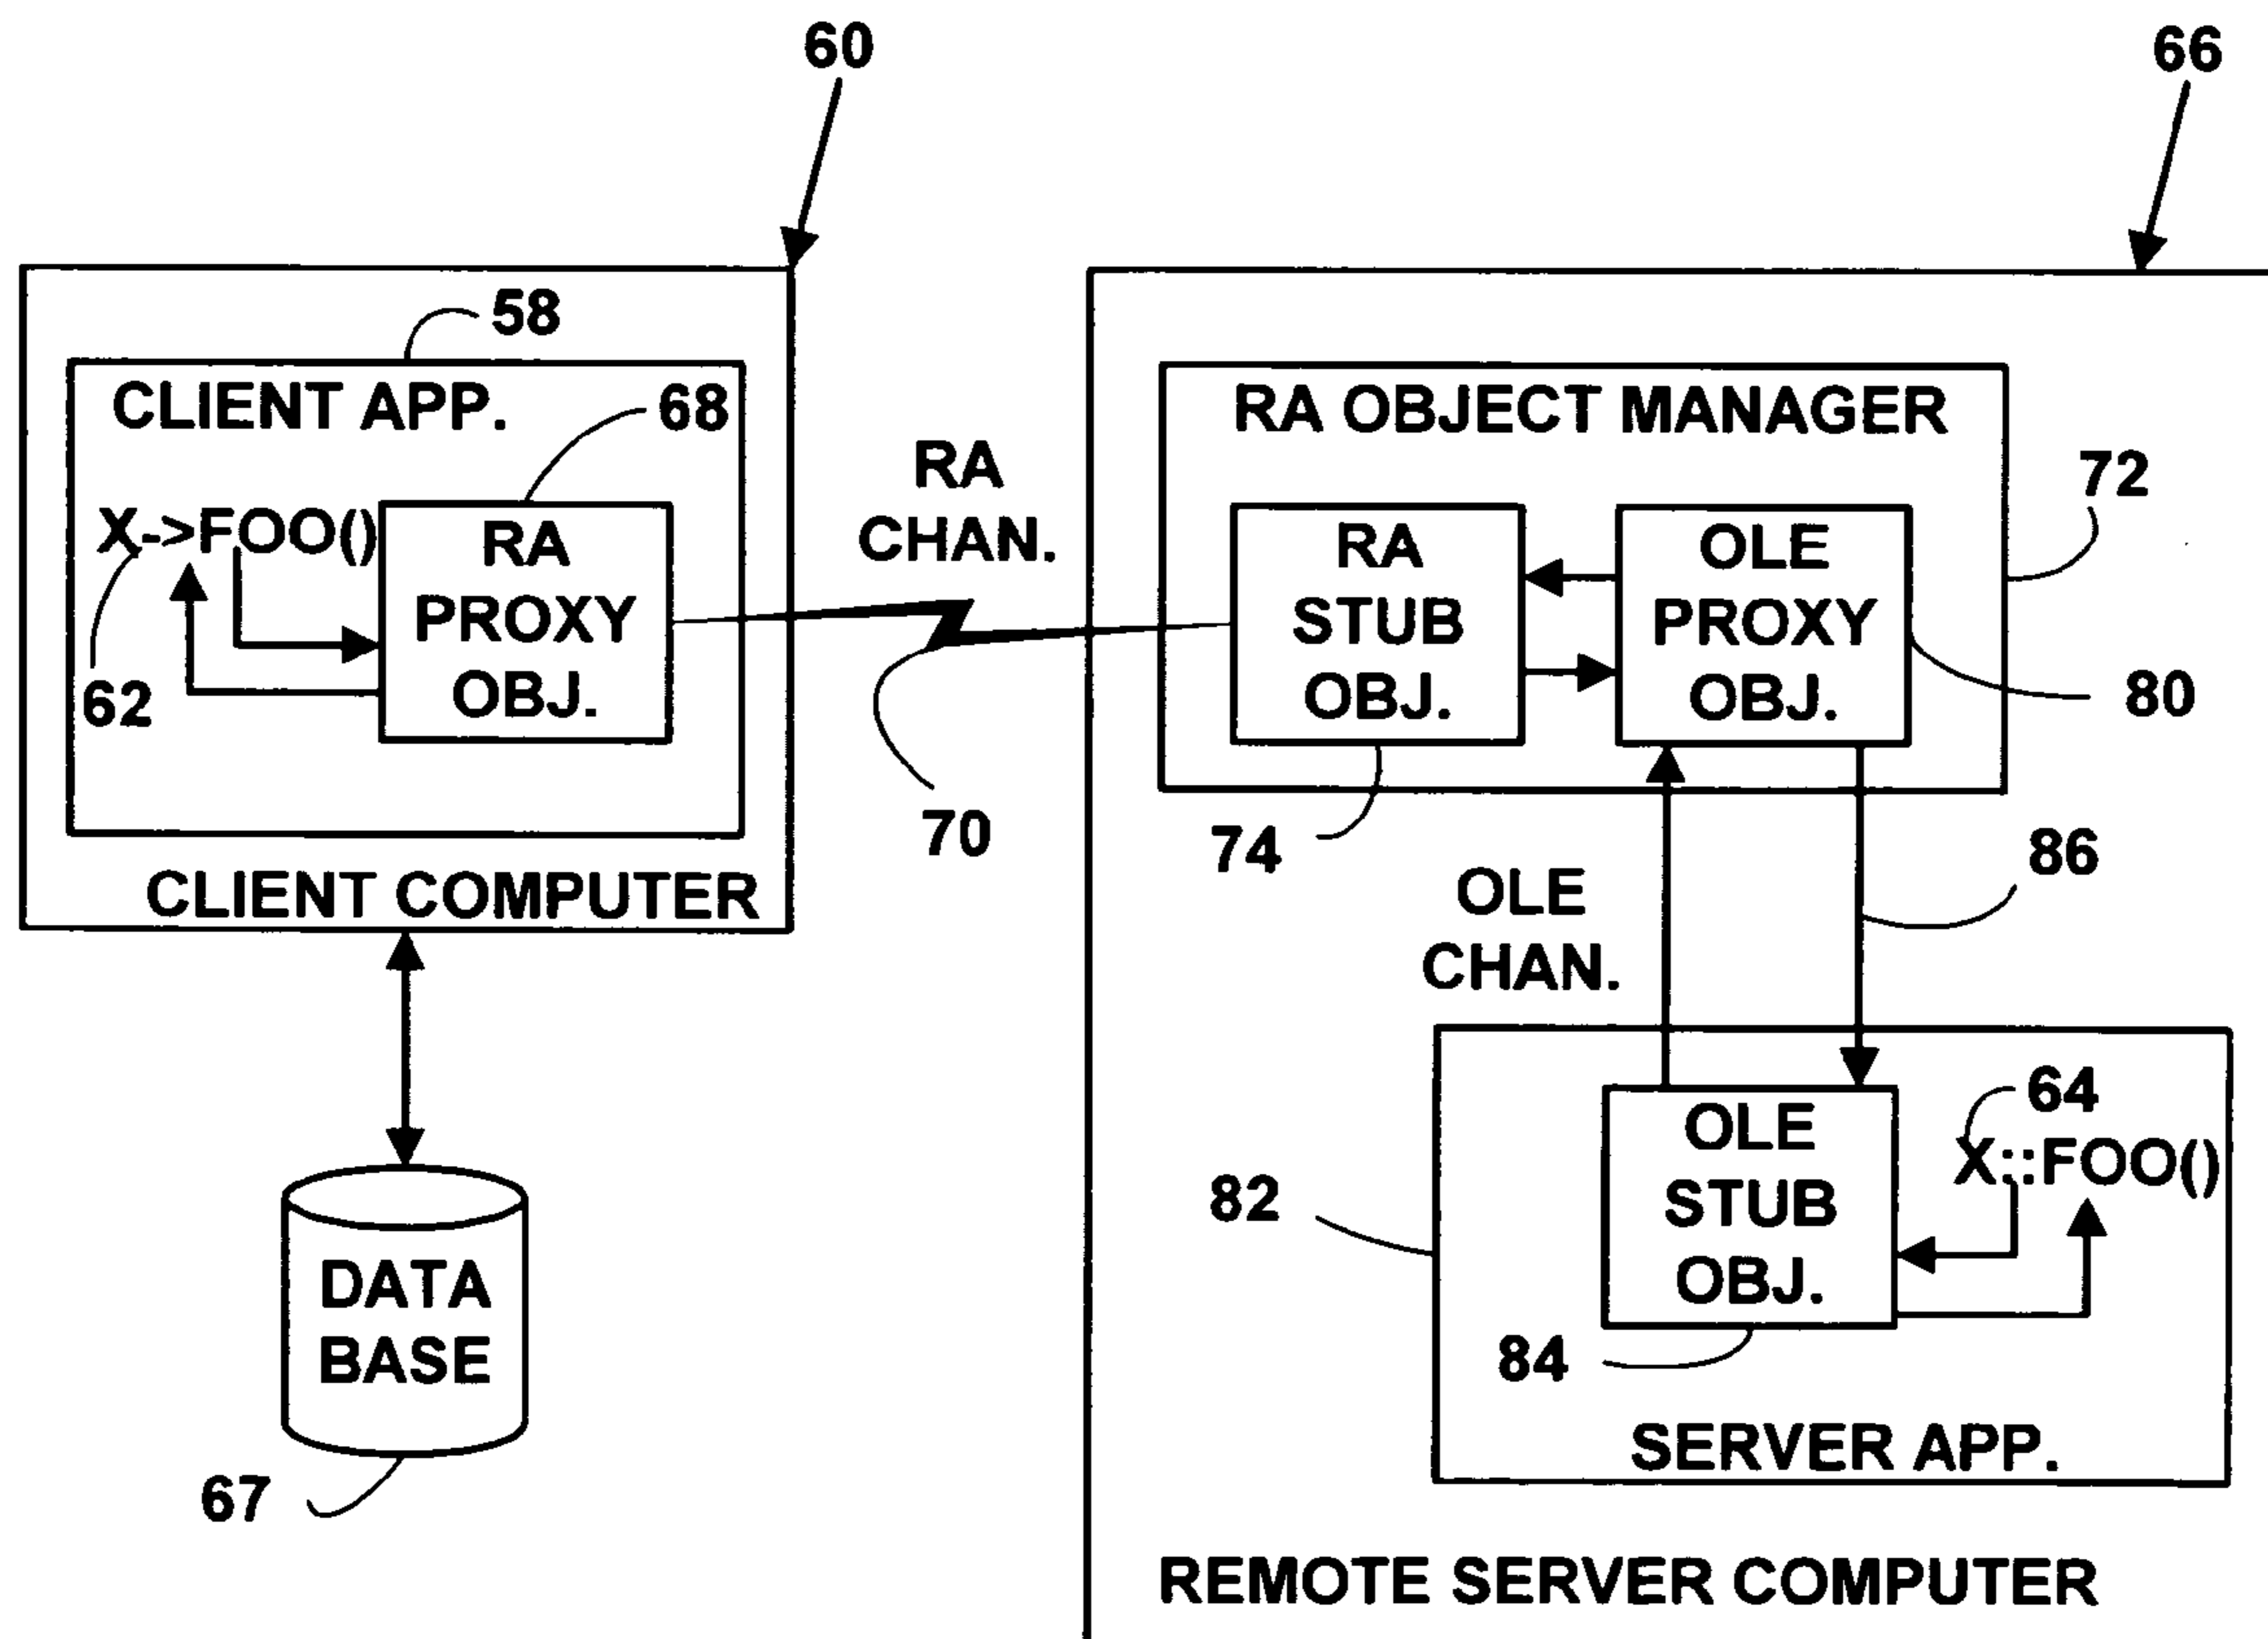 60
66
58
CLIENT APP.
68
X->FOO()
RA
PROXY
OBJ.
62
CLIENT COMPUTER
RA
CHAN.
70
DATA
BASE
67
RA OBJECT MANAGER
72
RA
STUB
OBJ.
OLE
PROXY
OBJ.
80
74
86
OLE
CHAN.
82
OLE
STUB
OBJ.
64
X::FOO()
84
SERVER APP.
REMOTE SERVER COMPUTER